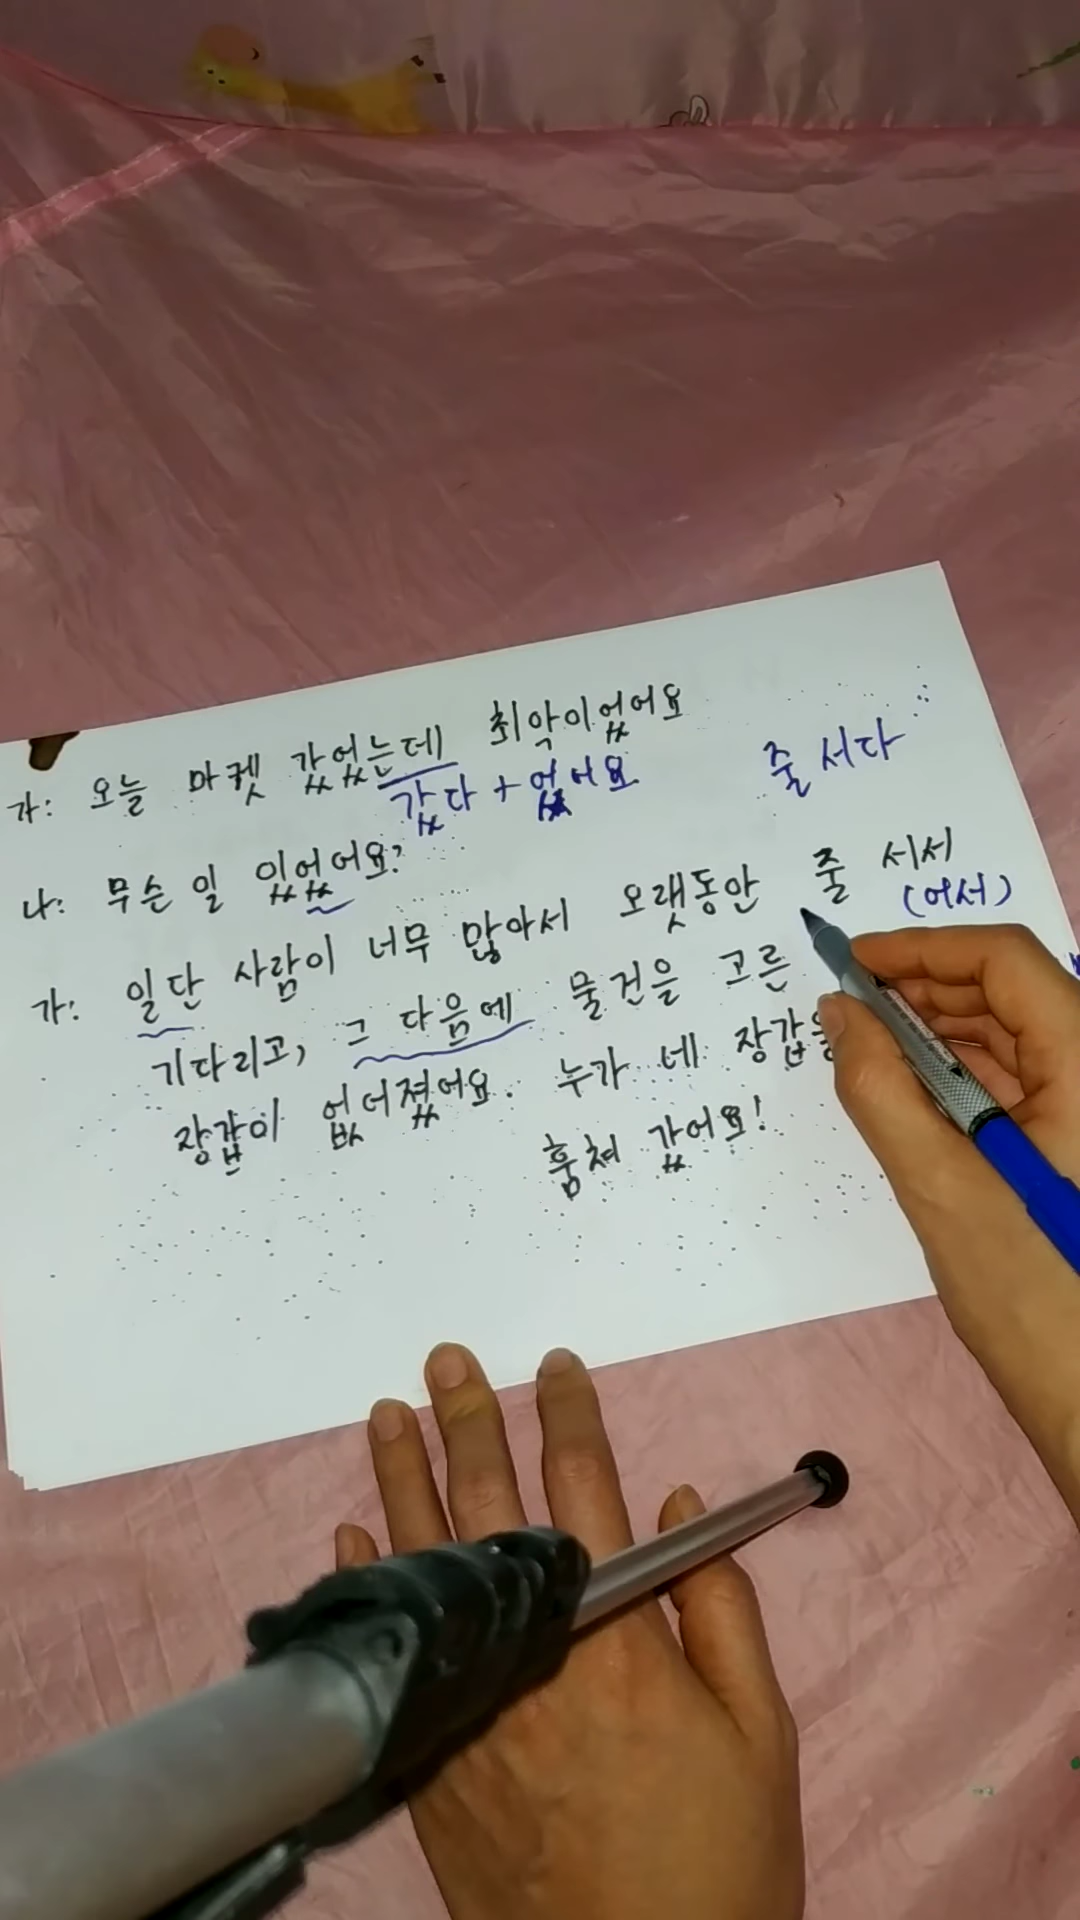 가: 오늘 마켓 갔었는데 최악이었어요
갔다 + 었어요
줄 서다
나: 무슨 일 있었어요?
가: 일단 사람이 너무 많아서 오랫동안 줄 서서
(어서)
기다리고, 그 다음에 물건을 고른
장갑이 없어졌어요. 누가 네 장갑을
훔쳐 갔어요!